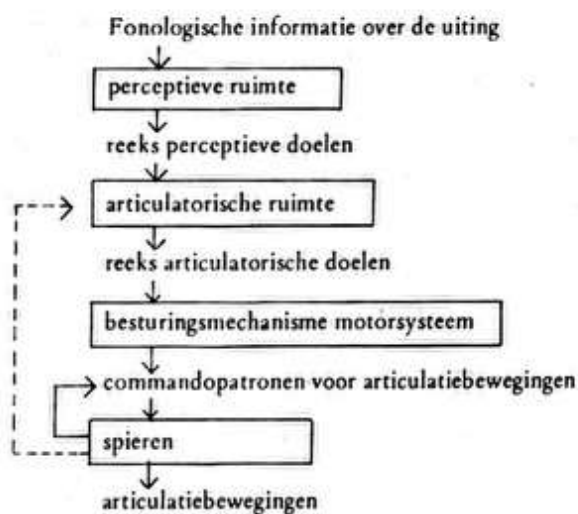 Fonologische informatie over de uiting
perceptieve ruimte
reeks perceptieve doelen
articulatorische ruimte
reeks articulatorische doelen
besturingsmechanisme motorsysteem
commandopatronen voor articulatiebewegingen
spieren
articulatiebewegingen